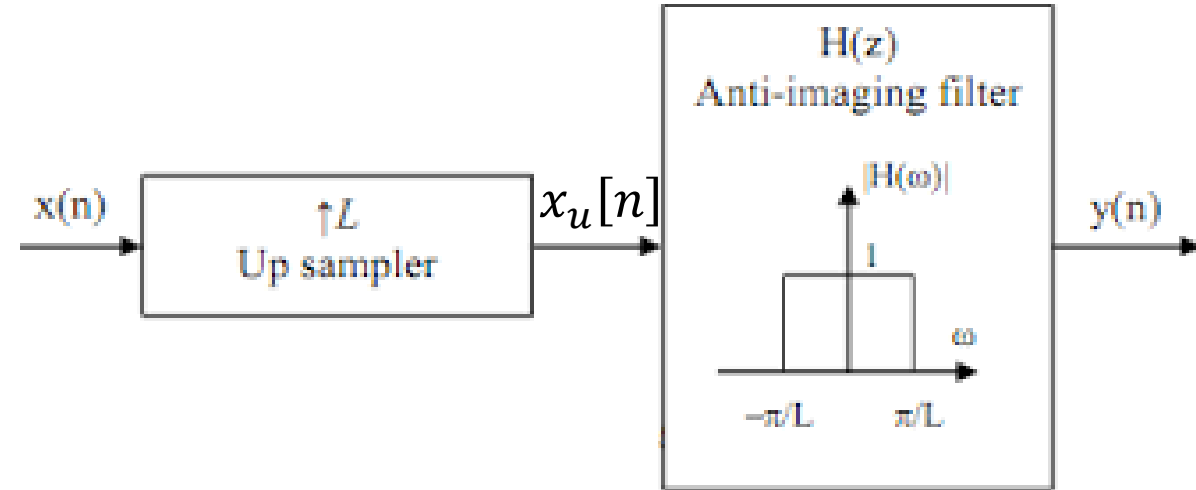 x(n)
↑L
Up sampler
x_u[n]
H(z)
Anti-imaging filter
|H(ω)|
1
ω
−π/L
π/L
y(n)